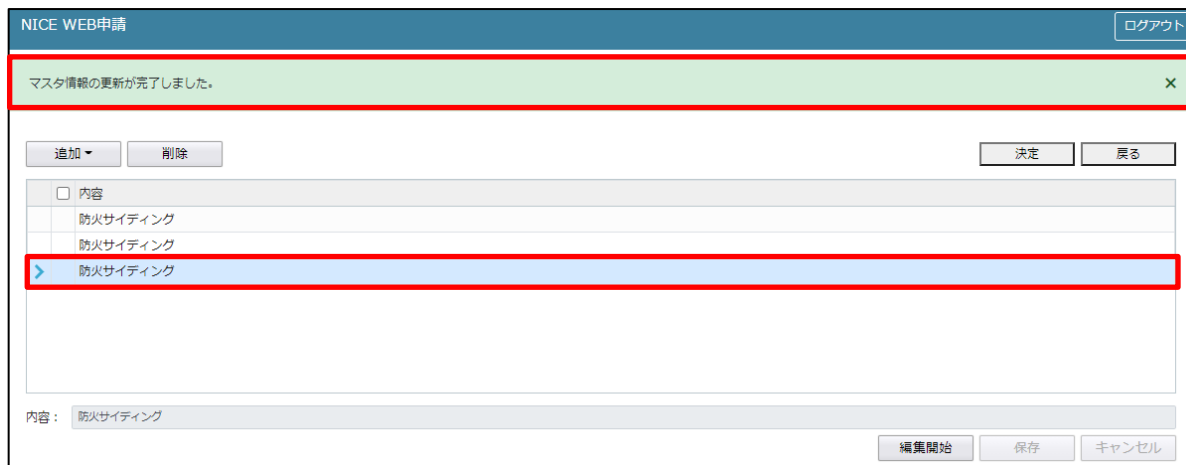 NICE WEB申請 ログアウト
マスタ情報の更新が完了しました。 ×
追加 削除 決定 戻る
内容
防火サイディング
防火サイディング
防火サイディング
内容: 防火サイディング
編集開始 保存 キャンセル